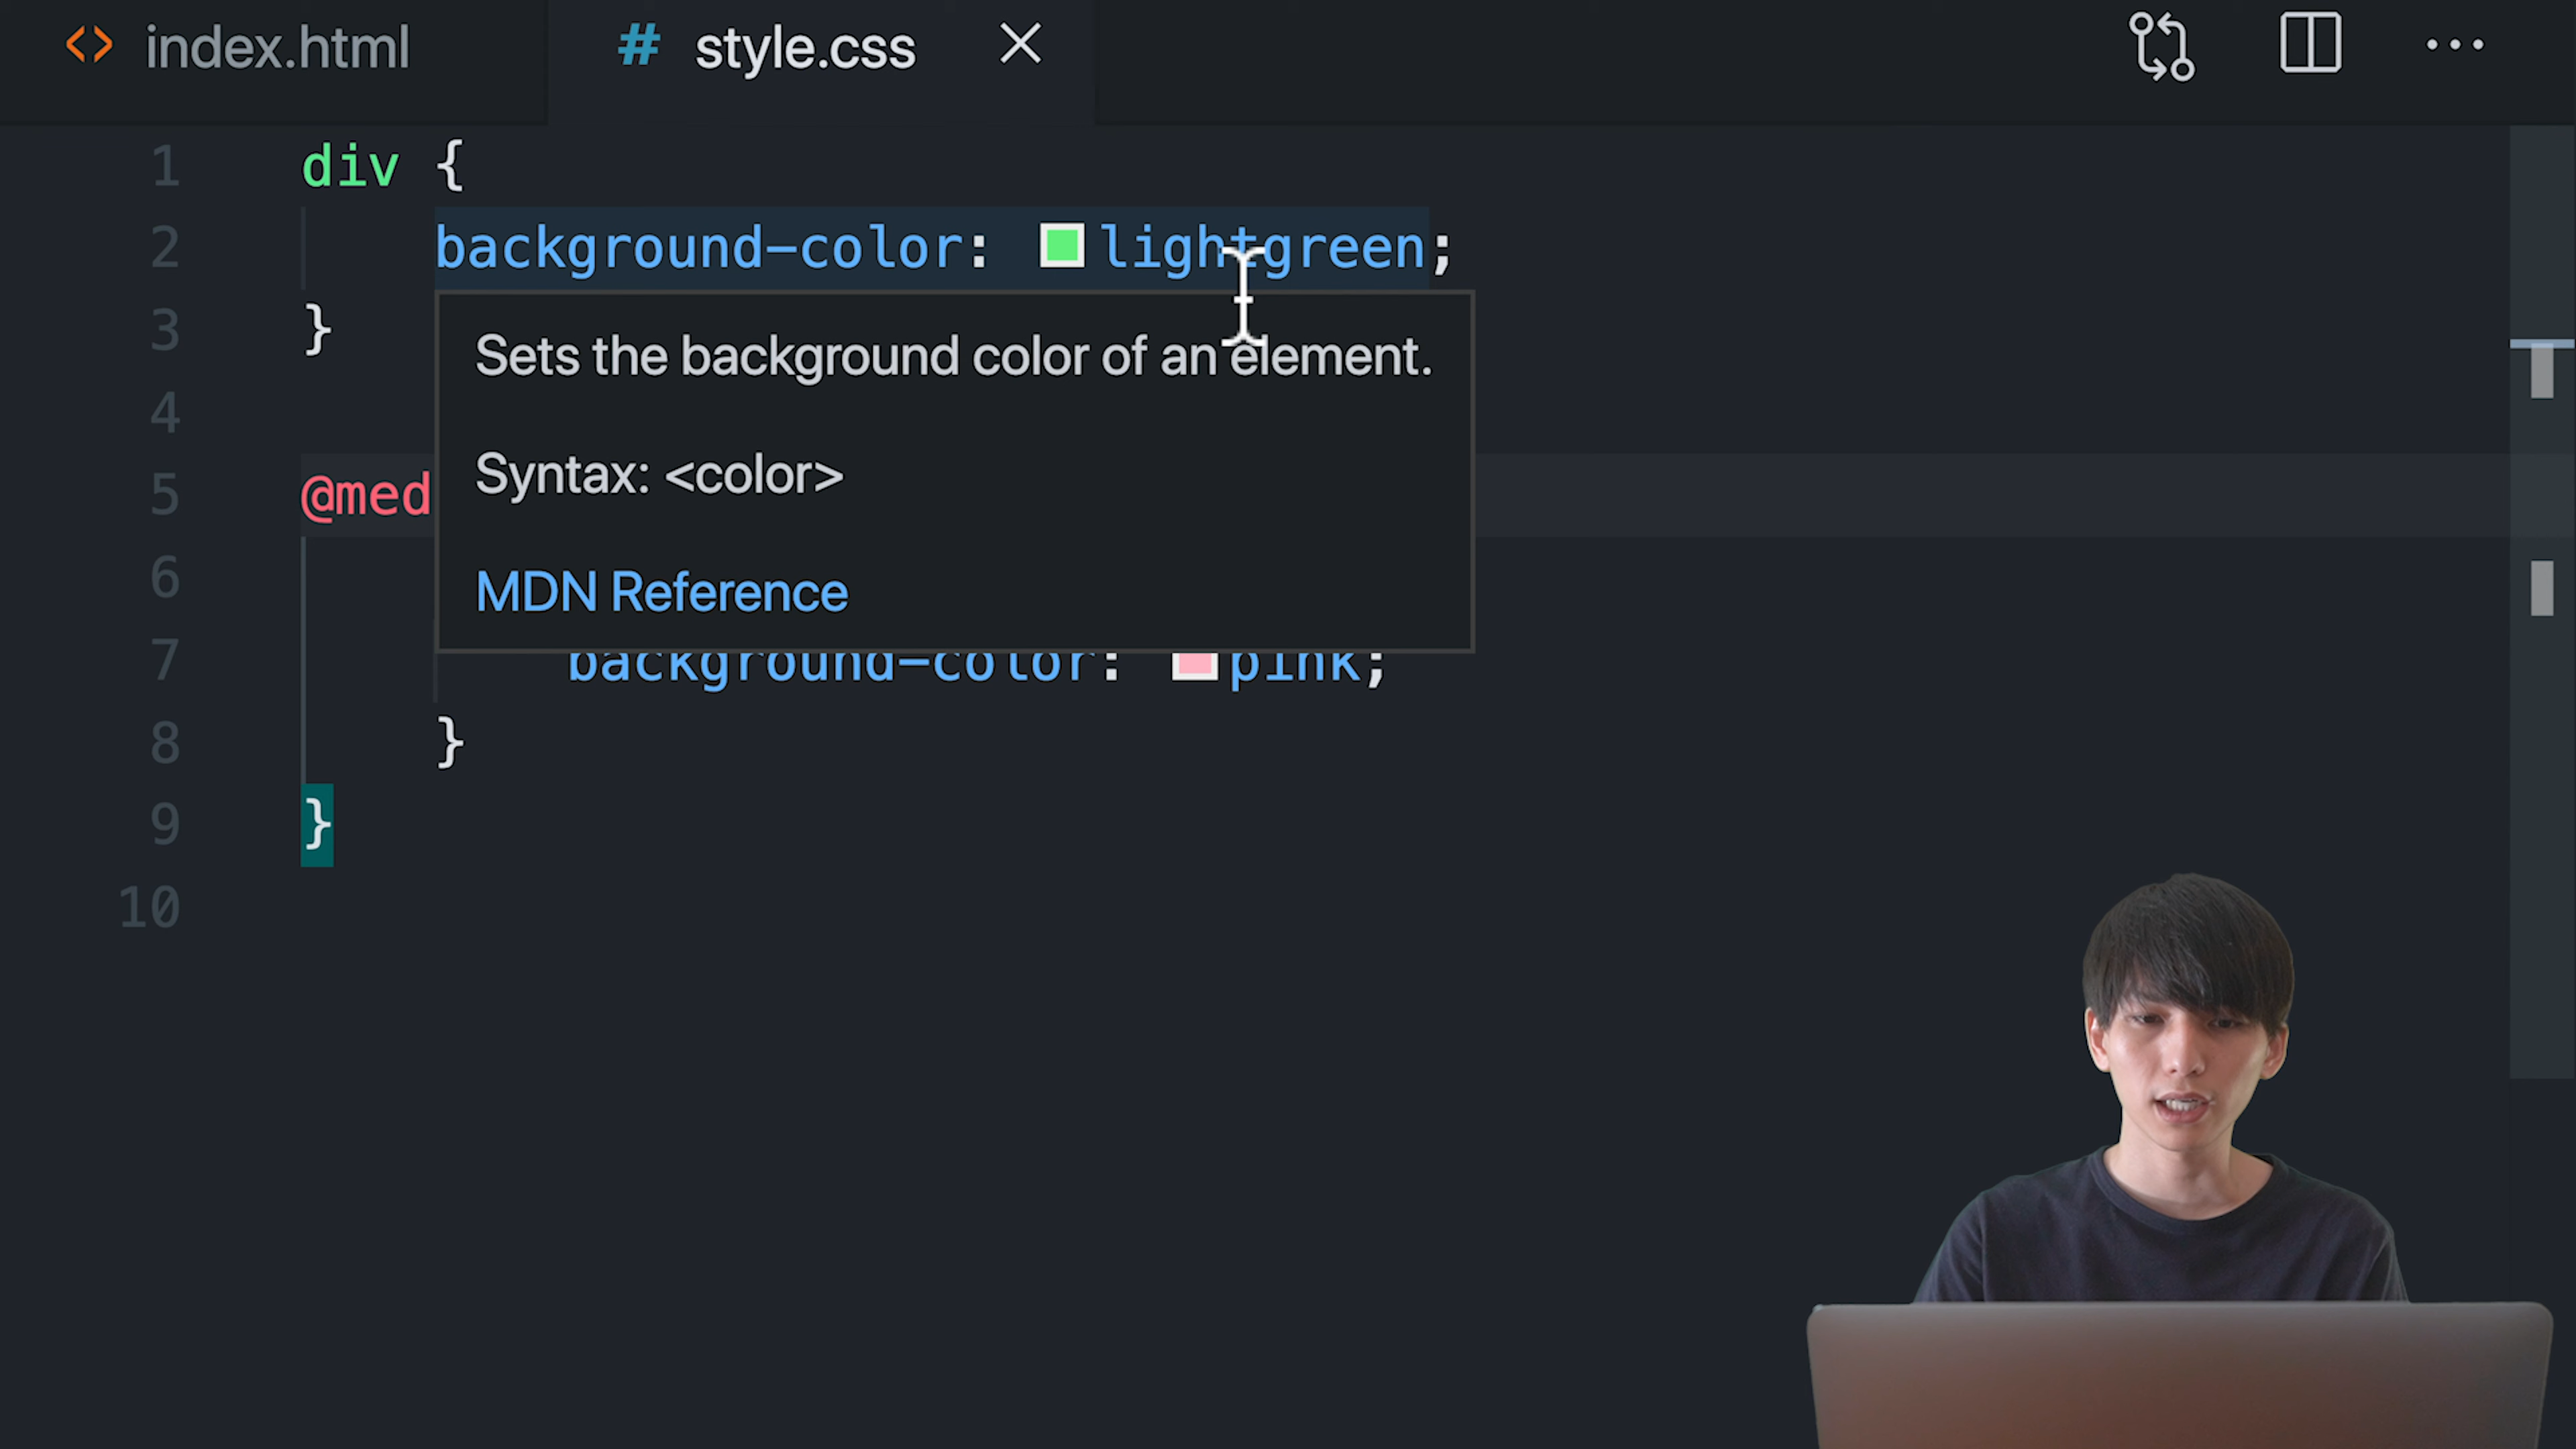 index.html
# style.css
1 div {
2 background-color: lightgreen;
3 }
Sets the background color of an element.
4
Syntax: <color>
5 @med
6
MDN Reference
7 background-color: pink;
8 }
9 }
10